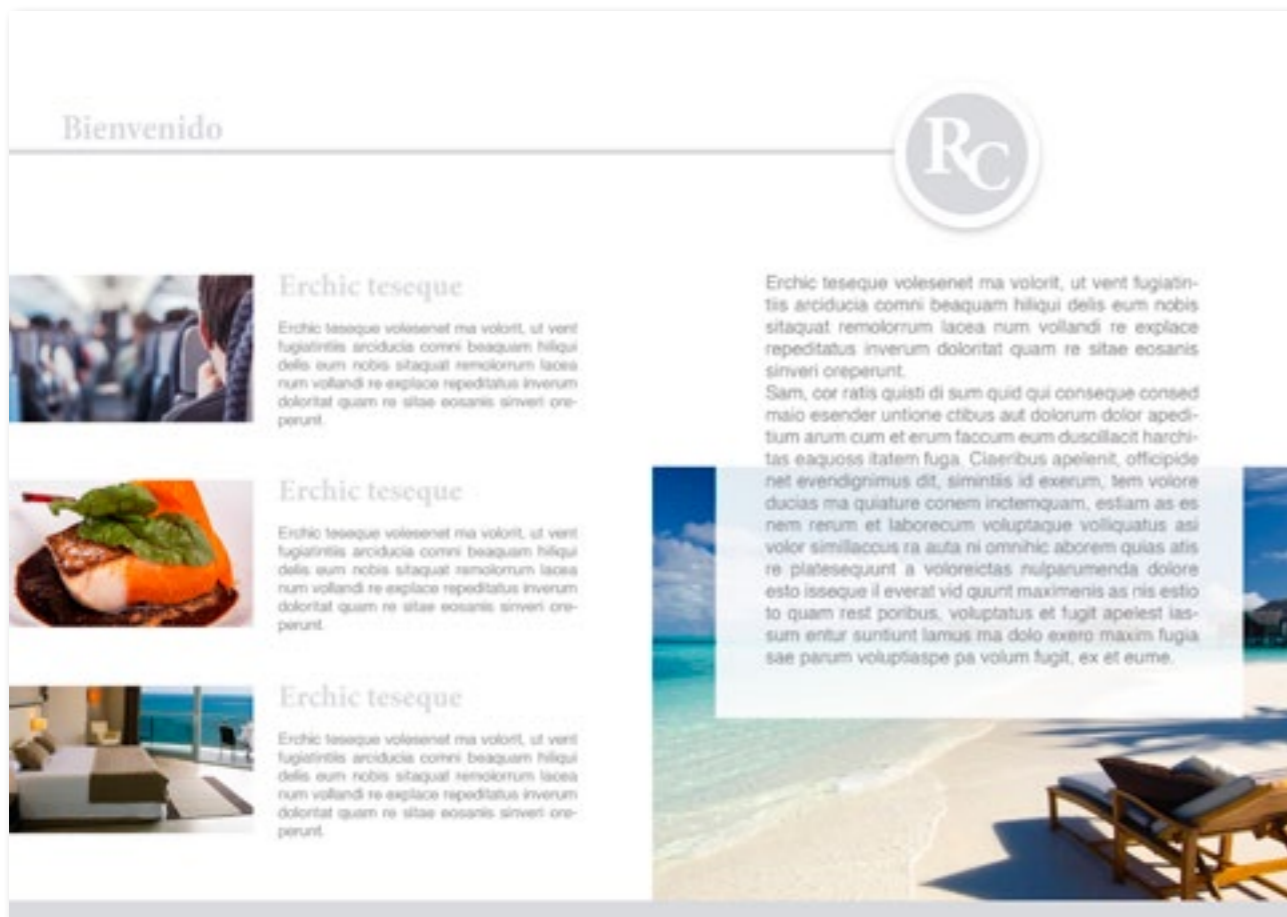 Bienvenido
RC
Erchic teseque
Erchic teseque volesenet ma volorit, ut vent
fugiatintiis arciducia comni beaquam hiliqui
delis eum nobis sitaquat remolorrum lacea
num vollandi re explace repeditatus inverum
doloritat quam re sitae eosanis sinveri ore-
perunt.
Erchic teseque
Erchic teseque volesenet ma volorit, ut vent
fugiatintiis arciducia comni beaquam hiliqui
delis eum nobis sitaquat remolorrum lacea
num vollandi re explace repeditatus inverum
doloritat quam re sitae eosanis sinveri ore-
perunt.
Erchic teseque
Erchic teseque volesenet ma volorit, ut vent
fugiatintiis arciducia comni beaquam hiliqui
delis eum nobis sitaquat remolorrum lacea
num vollandi re explace repeditatus inverum
doloritat quam re sitae eosanis sinveri ore-
perunt.
Erchic teseque volesenet ma volorit, ut vent fugiatin-
tiis arciducia comni beaquam hiliqui delis eum nobis
sitaquat remolorrum lacea num vollandi re explace
repeditatus inverum doloritat quam re sitae eosanis
sinveri oreperunt.
Sam, cor ratis quisti di sum quid qui conseque consed
maio esender untione ctibus aut dolorum dolor apedi-
tium arum cum et erum faccum eum duscillacit harchi-
tas eaquoss itatem fuga. Ciaeribus apelenit, officipide
net evendignimus dit, simintiis id exerum, tem volore
ducias ma quiature conem inctemquam, estiam as es
nem rerum et laborecum voluptaque volliquatus asi
volor simillaccus ra auta ni omnihic aborem quias atis
re platesequunt a voloreictas nulparumenda dolore
esto isseque il everat vid quunt maximenis as nis estio
to quam rest poribus, voluptatus et fugit apelest ias-
sum entur suntiunt lamus ma dolo exero maxim fugia
sae parum voluptiaspe pa volum fugit, ex et eume.